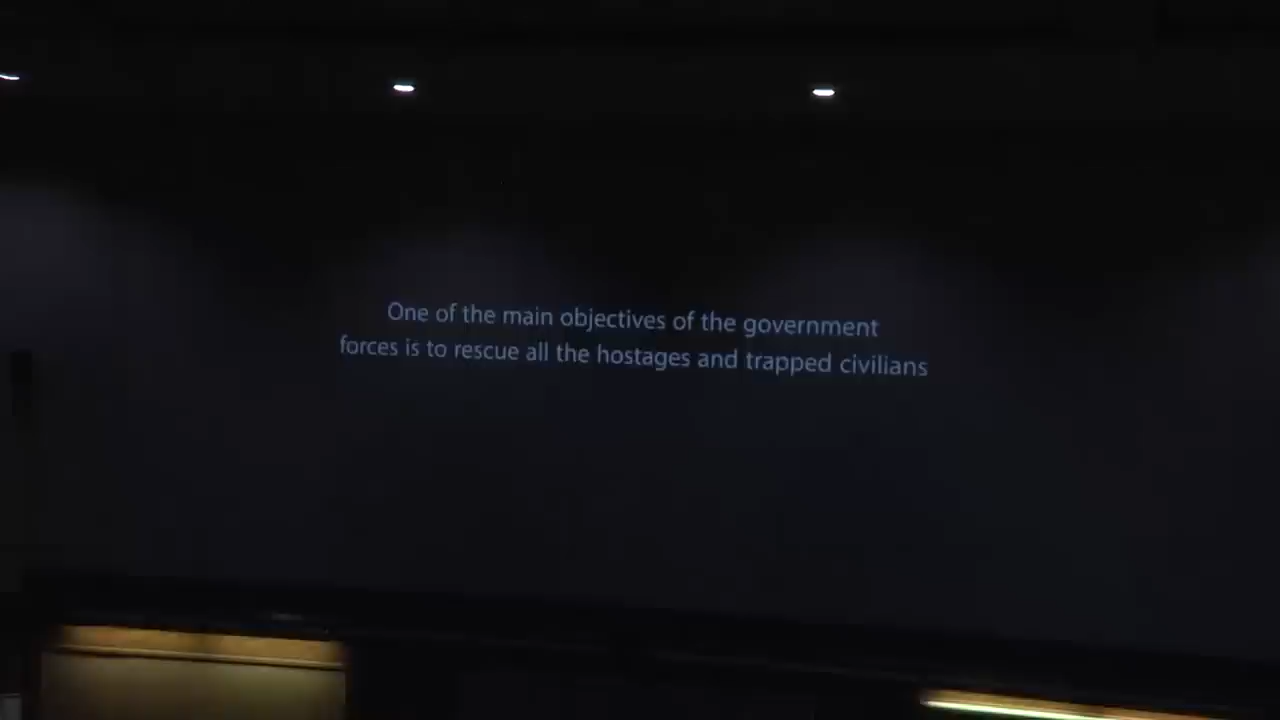 One of the main objectives of the government
forces is to rescue all the hostages and trapped civilians